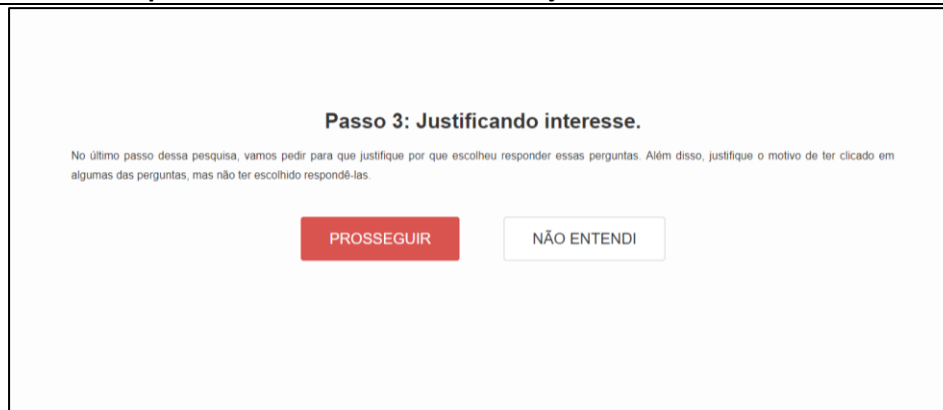 Passo 3: Justificando interesse.
No último passo dessa pesquisa, vamos pedir para que justifique por que escolheu responder essas perguntas. Além disso, justifique o motivo de ter clicado em
algumas das perguntas, mas não ter escolhido respondê-las.
PROSSEGUIR
NÃO ENTENDI